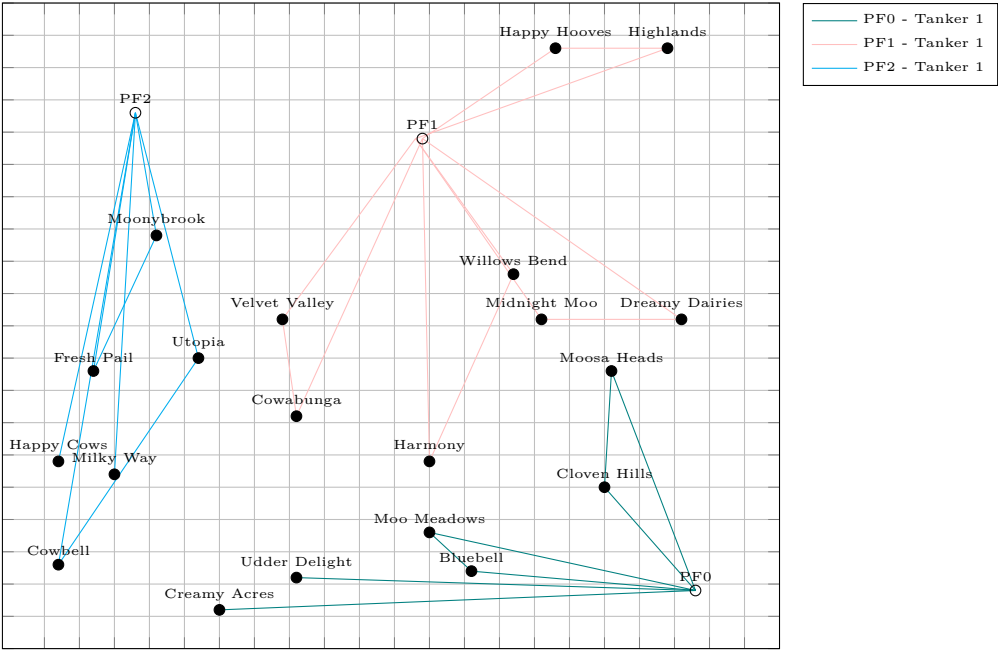 PF0 - Tanker 1
PF1 - Tanker 1
PF2 - Tanker 1
Happy Hooves
Highlands
PF2
PF1
Moonybrook
Willows Bend
Velvet Valley
Midnight Moo
Dreamy Dairies
Utopia
Fresh Pail
Moosa Heads
Cowabunga
Happy Cows
Milky Way
Harmony
Cloven Hills
Moo Meadows
Cowbell
Udder Delight
Bluebell
PF0
Creamy Acres